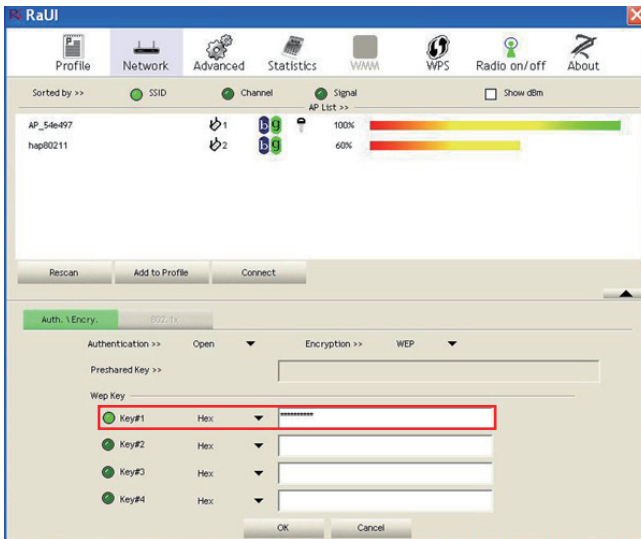 RaUI
Profile Network Advanced Statistics WMM WPS Radio on/off About
Sorted by >> SSID Channel Signal Show dBm
AP List >>
AP_54e497 1 b g 100%
hap80211 2 b g 60%
Rescan Add to Profile Connect
Auth. \ Encry. 802.1x
Authentication >> Open Encryption >> WEP
Preshared Key >>
Wep Key
Key#1 Hex **********
Key#2 Hex
Key#3 Hex
Key#4 Hex
OK Cancel